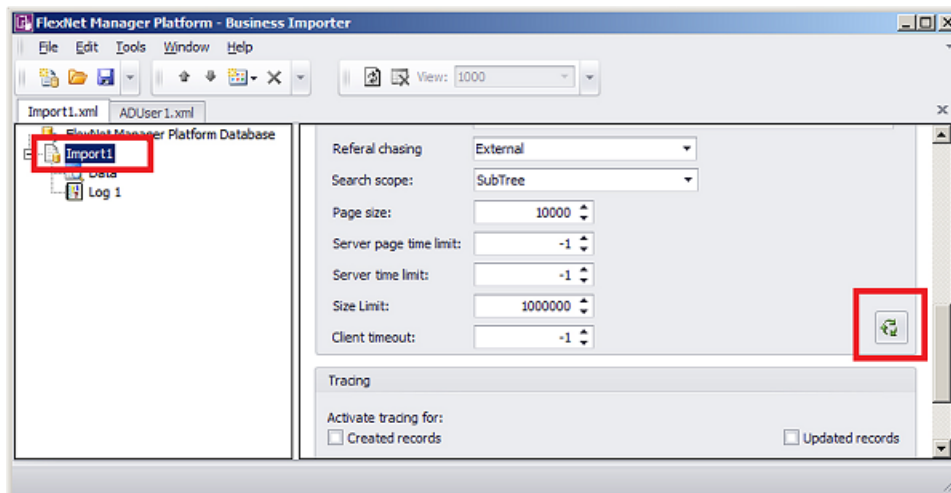 FlexNet Manager Platform - Business Importer
File Edit Tools Window Help
View: 1000
Import1.xml ADUser1.xml
FlexNet Manager Platform Database
Import1
Data
Log 1
Referal chasing External
Search scope: SubTree
Page size: 10000
Server page time limit: -1
Server time limit: -1
Size Limit: 1000000
Client timeout: -1
Tracing
Activate tracing for:
Created records Updated records